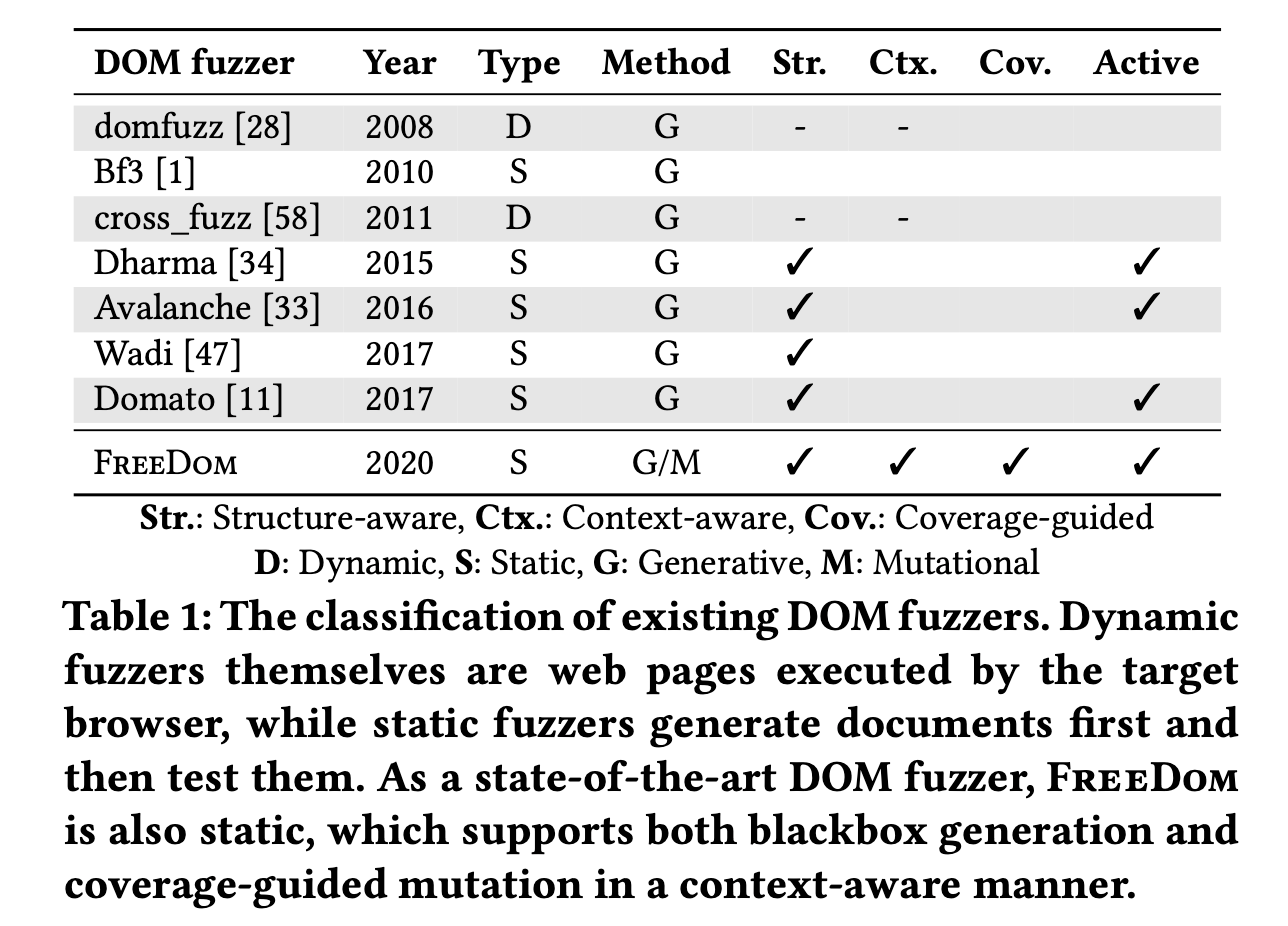 DOM fuzzer Year Type Method Str. Ctx. Cov. Active
domfuzz [28] 2008 D G - -
Bf3 [1] 2010 S G
cross_fuzz [58] 2011 D G - -
Dharma [34] 2015 S G ✓ ✓
Avalanche [33] 2016 S G ✓ ✓
Wadi [47] 2017 S G ✓
Domato [11] 2017 S G ✓ ✓
FreeDom 2020 S G/M ✓ ✓ ✓ ✓
Str.: Structure-aware, Ctx.: Context-aware, Cov.: Coverage-guided
D: Dynamic, S: Static, G: Generative, M: Mutational
Table 1: The classification of existing DOM fuzzers. Dynamic
fuzzers themselves are web pages executed by the target
browser, while static fuzzers generate documents first and
then test them. As a state-of-the-art DOM fuzzer, FreeDom
is also static, which supports both blackbox generation and
coverage-guided mutation in a context-aware manner.